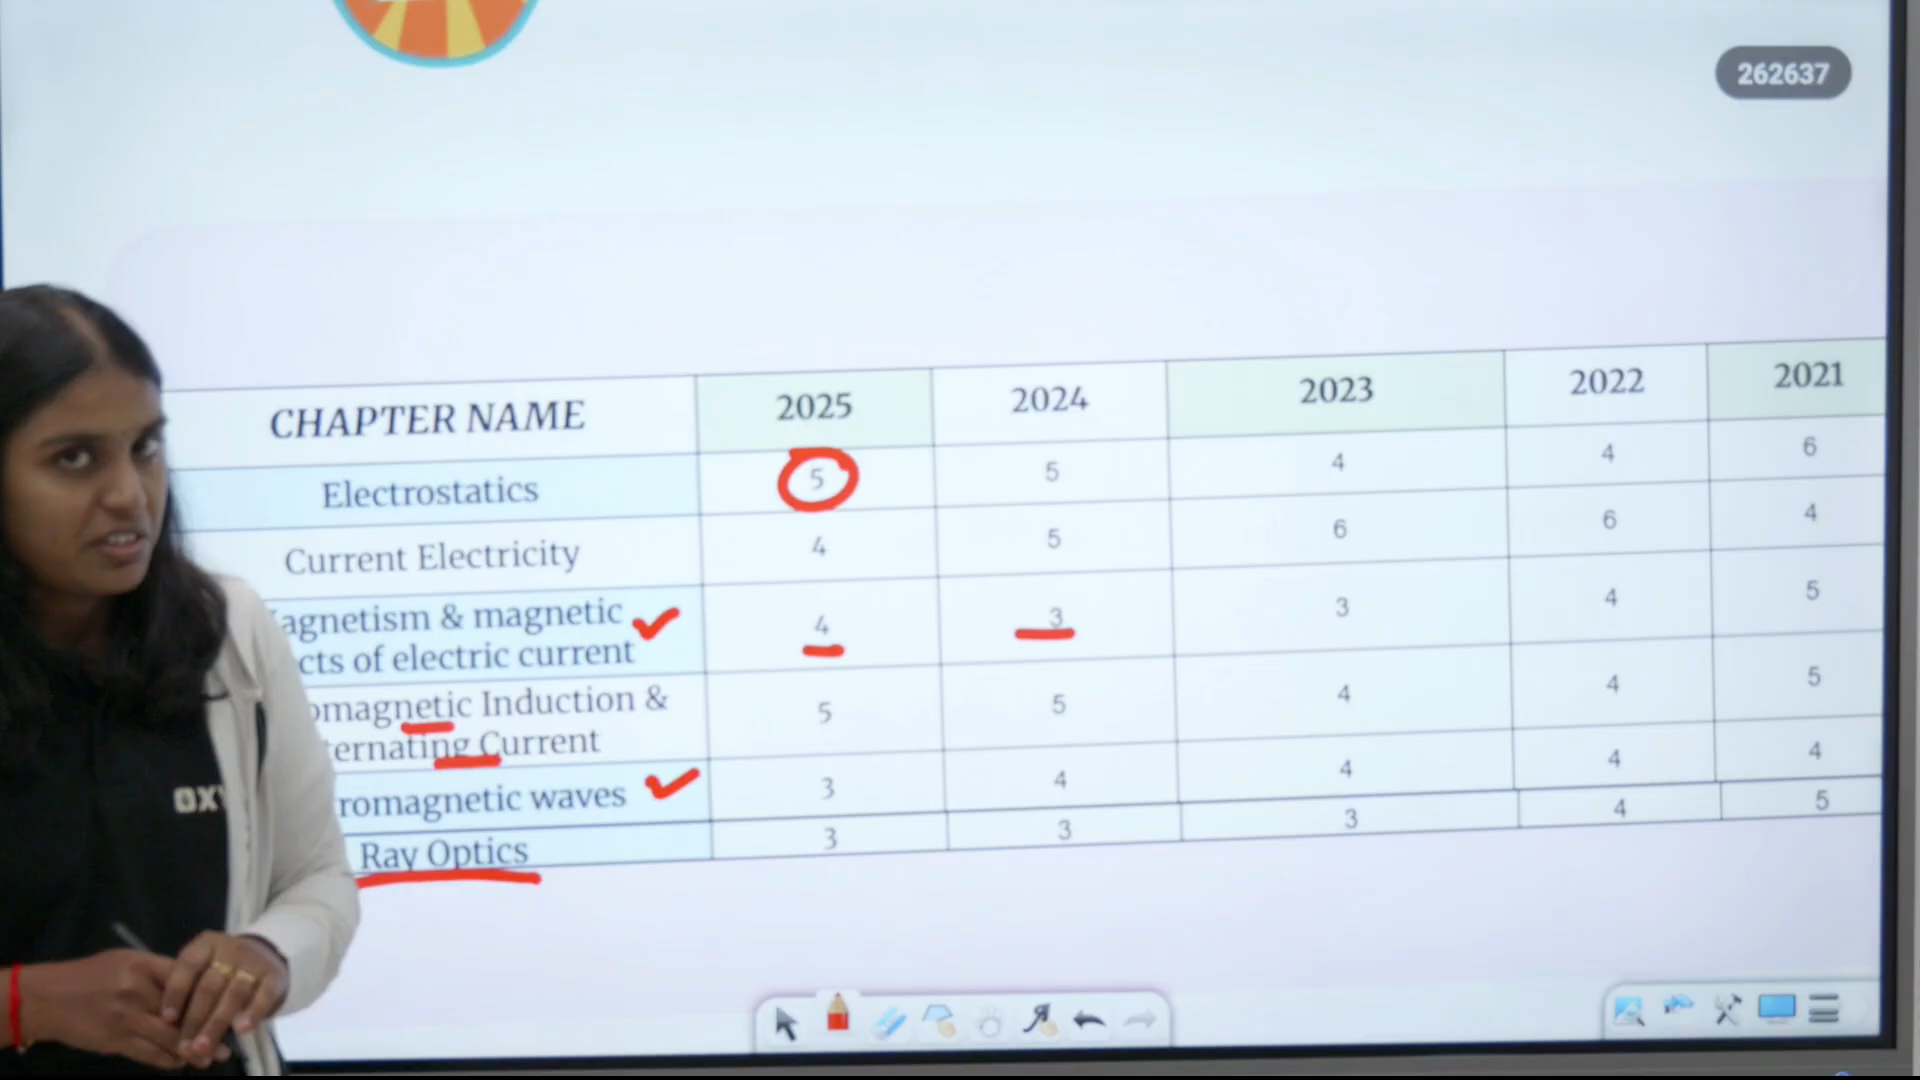 262637
CHAPTER NAME 2025 2024 2023 2022 2021
Electrostatics 5 5 4 4 6
Current Electricity 4 5 6 6 4
agnetism & magnetic
cts of electric current 4 3 3 4 5
omagnetic Induction &
ternating Current 5 5 4 4 5
romagnetic waves 3 4 4 4 4
Ray Optics 3 3 3 4 5
OXY